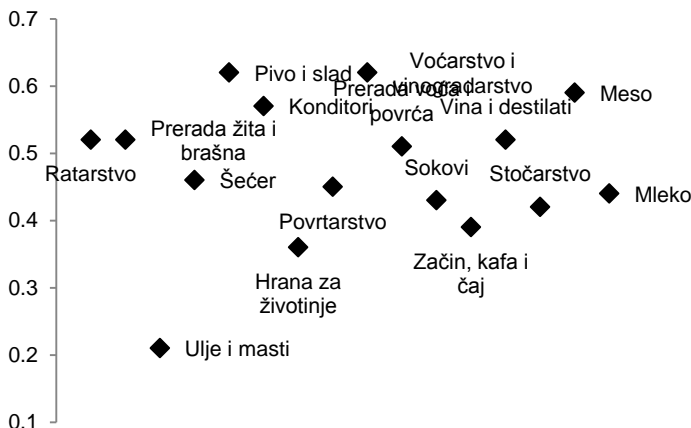 0.7
0.6
0.5
0.4
0.3
0.2
0.1
Pivo i slad
Voćarstvo i
vinogradarstvo
Prerada voća i
povrća
Konditori
Vina i destilati
Meso
Prerada žita i
brašna
Ratarstvo
Šećer
Sokovi
Stočarstvo
Mleko
Povrtarstvo
Hrana za
životinje
Začin, kafa i
čaj
Ulje i masti